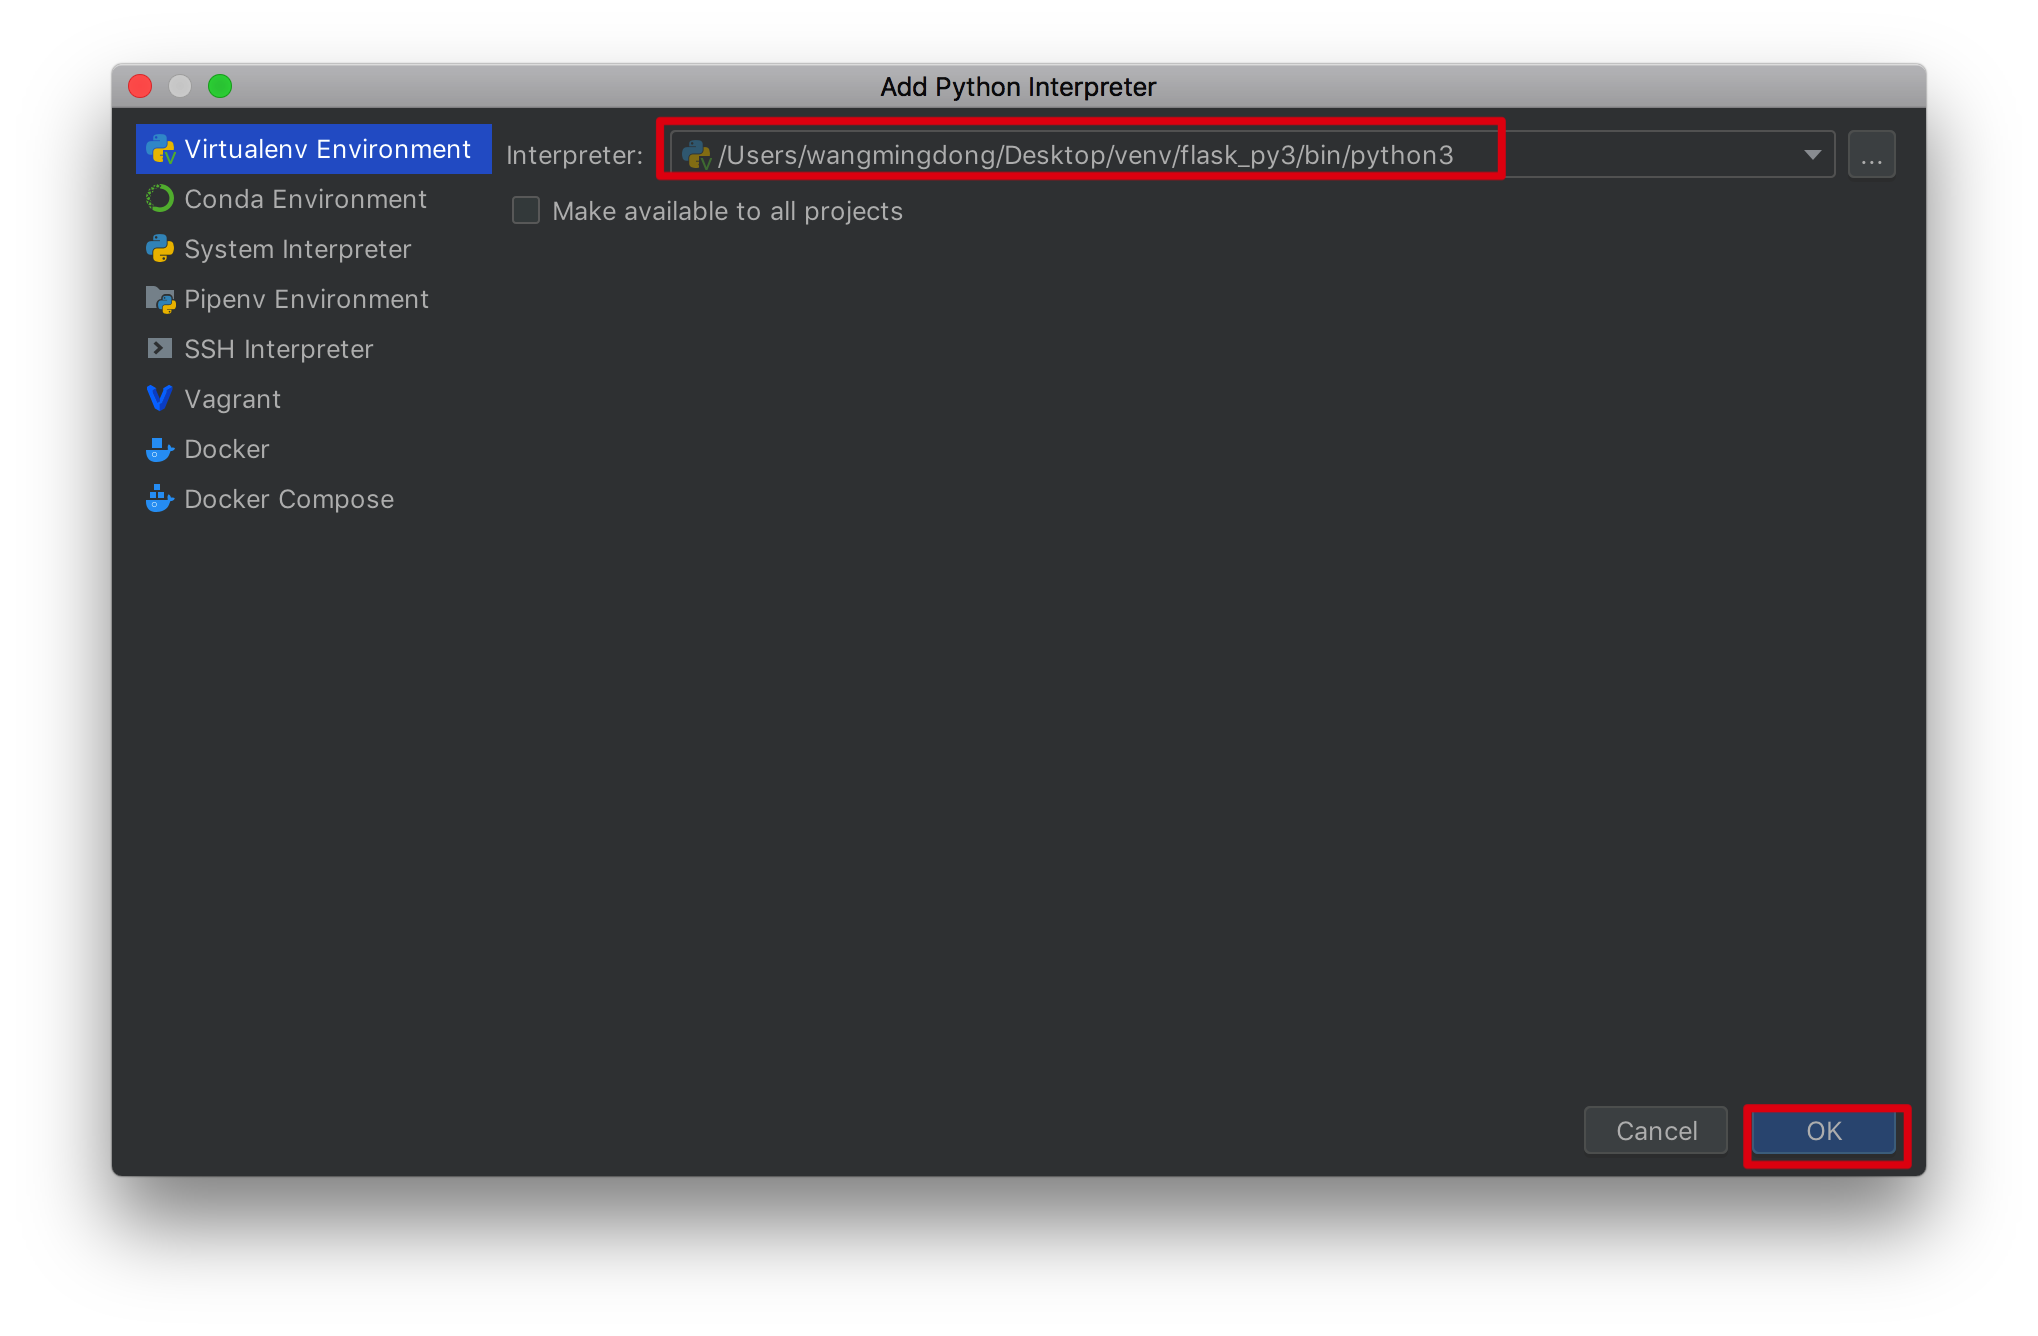 Add Python Interpreter
Virtualenv Environment
Conda Environment
System Interpreter
Pipenv Environment
SSH Interpreter
Vagrant
Docker
Docker Compose
Interpreter: /Users/wangmingdong/Desktop/venv/flask_py3/bin/python3 ...
Make available to all projects
Cancel OK